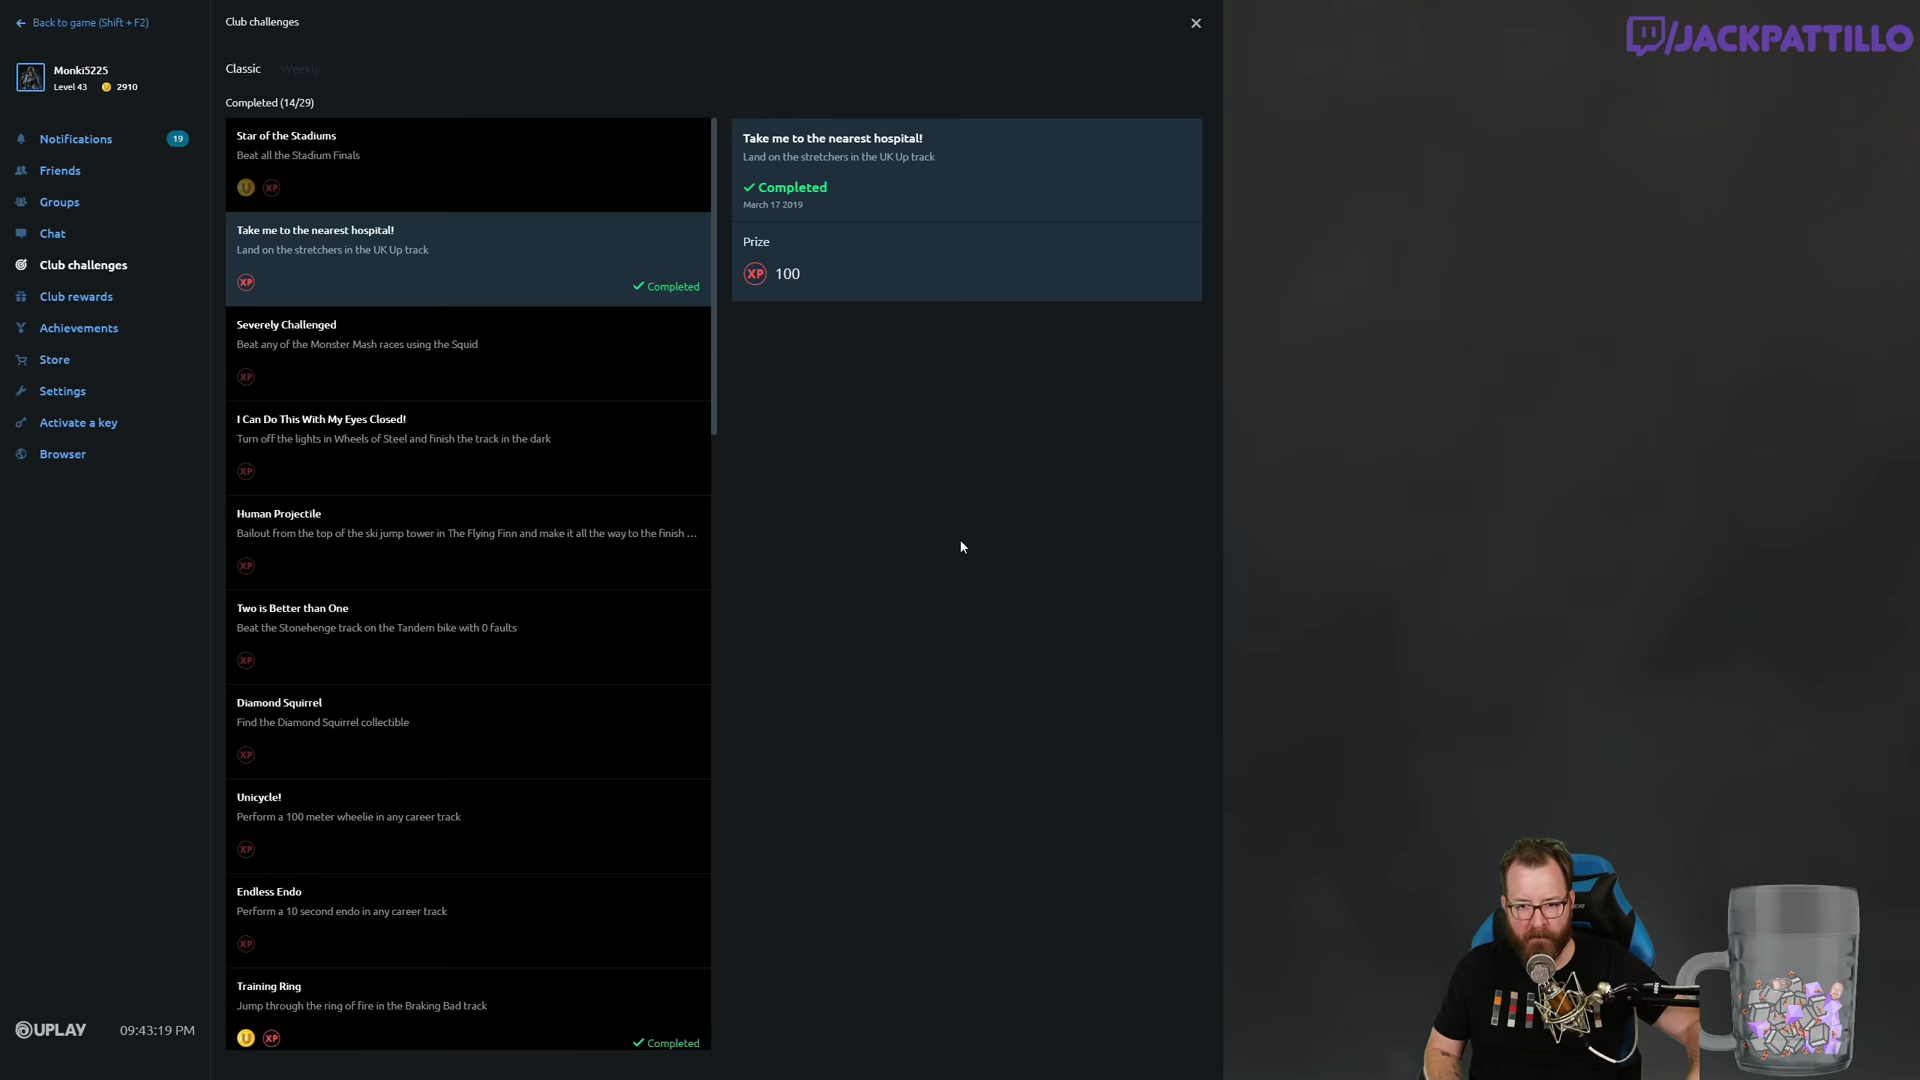 Back to game (Shift + F2)
Monki5225
Level 43 2910
Notifications 19
Friends
Groups
Chat
Club challenges
Club rewards
Achievements
Store
Settings
Activate a key
Browser
UPLAY 09:43:19 PM
Club challenges
Classic Weekly
Completed (14/29)
Star of the Stadiums
Beat all the Stadium Finals
U XP
Take me to the nearest hospital!
Land on the stretchers in the UK Up track
XP Completed
Severely Challenged
Beat any of the Monster Mash races using the Squid
XP
I Can Do This With My Eyes Closed!
Turn off the lights in Wheels of Steel and finish the track in the dark
XP
Human Projectile
Bailout from the top of the ski jump tower in The Flying Finn and make it all the way to the finish ...
XP
Two is Better than One
Beat the Stonehenge track on the Tandem bike with 0 faults
XP
Diamond Squirrel
Find the Diamond Squirrel collectible
XP
Unicycle!
Perform a 100 meter wheelie in any career track
XP
Endless Endo
Perform a 10 second endo in any career track
XP
Training Ring
Jump through the ring of fire in the Braking Bad track
U XP Completed
Take me to the nearest hospital!
Land on the stretchers in the UK Up track
Completed
March 17 2019
Prize
XP 100
/JACKPATTILLO